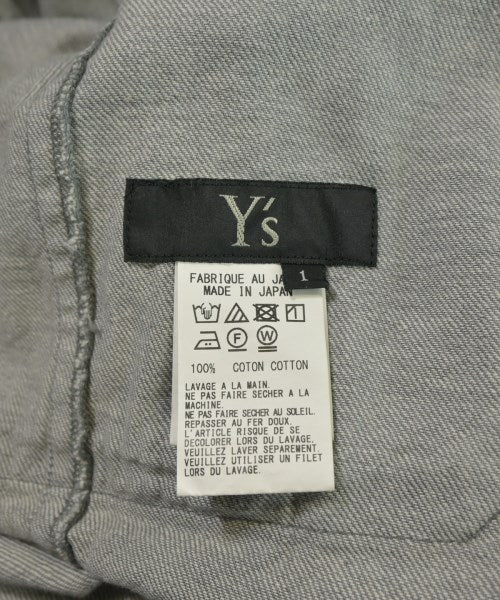 Y's
1
FABRIQUE AU JA
MADE IN JAPAN
F W
100% COTON COTTON
LAVAGE A LA MAIN.
NE PAS FAIRE SECHER A LA
MACHINE.
NE PAS FAIRE SECHER AU SOLEIL.
REPASSER AU FER DOUX.
L'ARTICLE RISQUE DE SE
DECOLORER LORS DU LAVAGE.
VEUILLEZ LAVER SEPAREMENT.
VEUILLEZ UTILISER UN FILET
LORS DU LAVAGE.